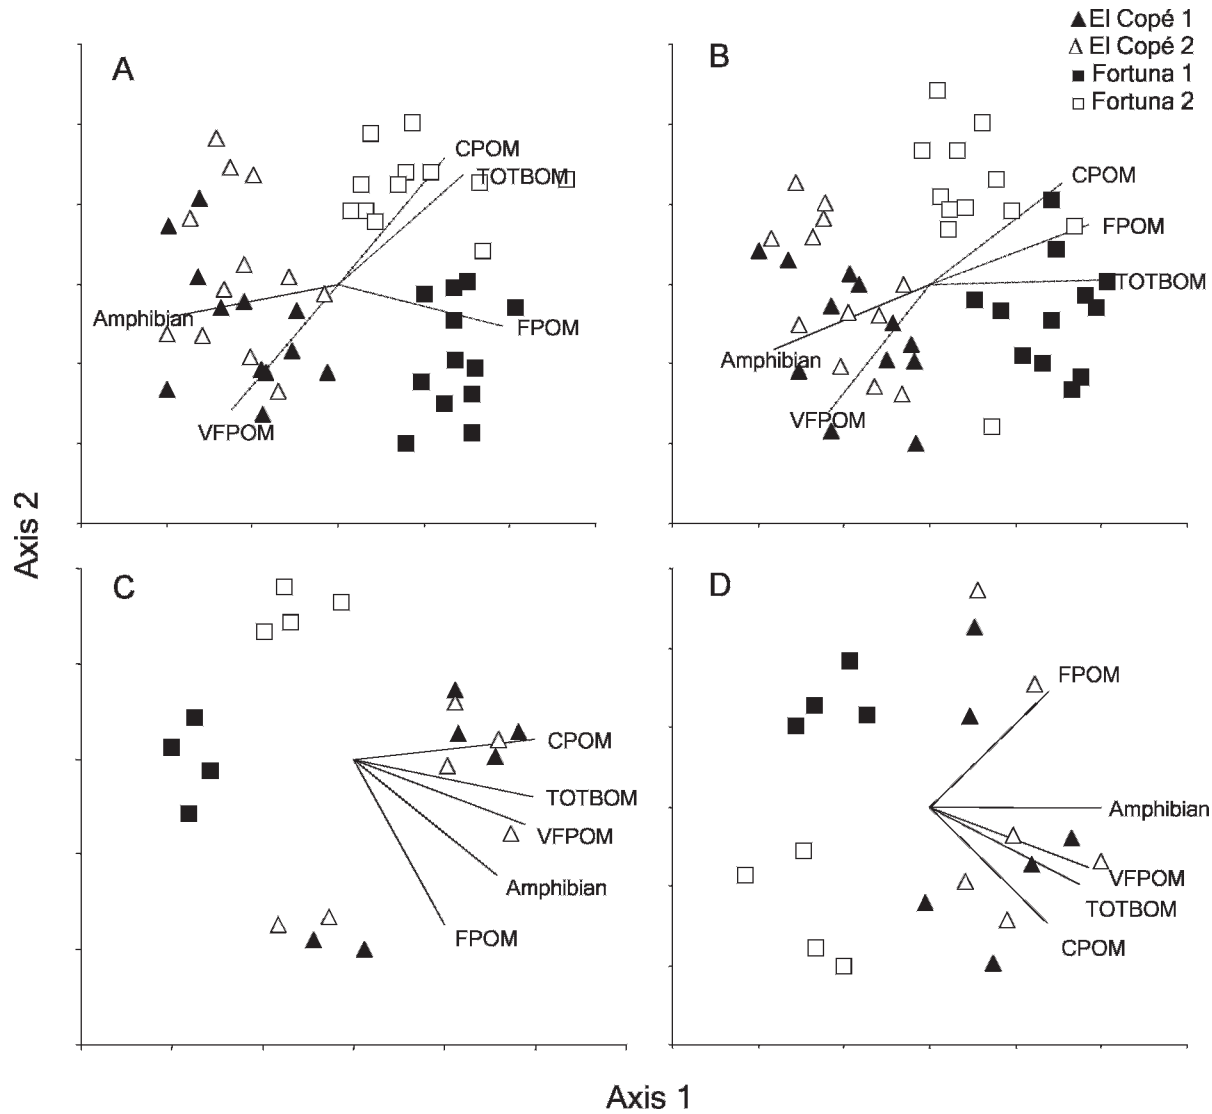 El Copé 1
El Copé 2
Fortuna 1
Fortuna 2
A
CPOM
TOTBOM
Amphibian
FPOM
VFPOM
B
CPOM
FPOM
TOTBOM
Amphibian
VFPOM
Axis 2
C
CPOM
TOTBOM
VFPOM
Amphibian
FPOM
D
FPOM
Amphibian
VFPOM
TOTBOM
CPOM
Axis 1